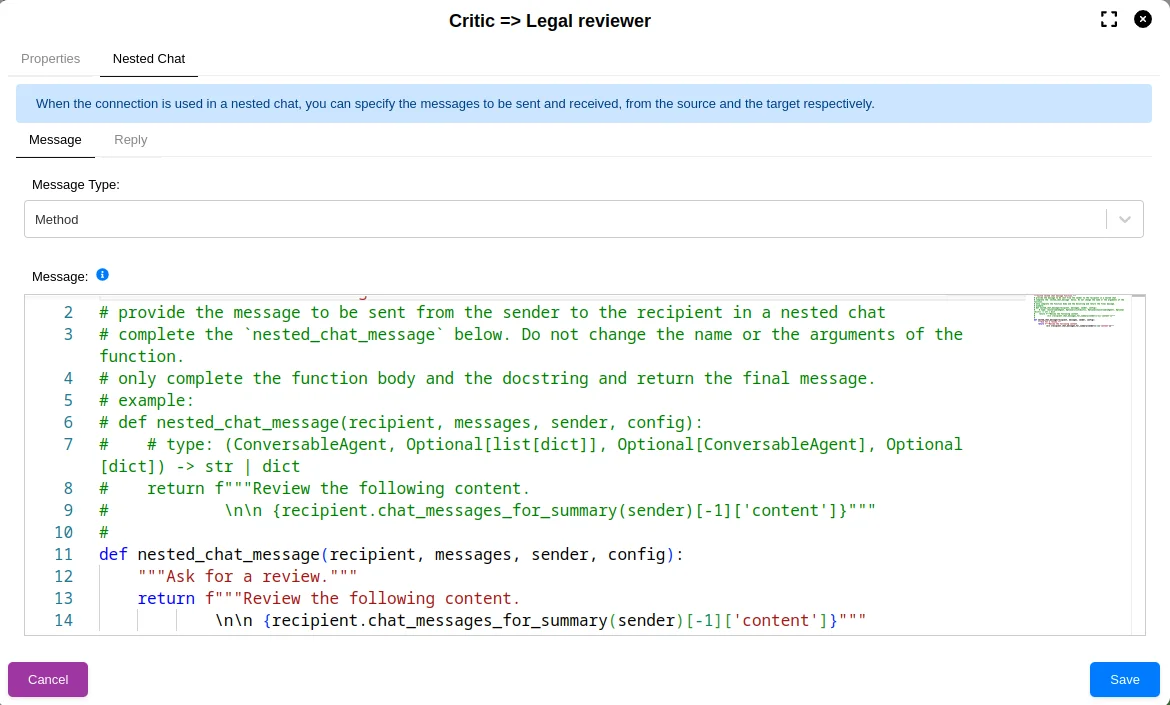 Critic => Legal reviewer
Properties
Nested Chat
When the connection is used in a nested chat, you can specify the messages to be sent and received, from the source and the target respectively.
Message
Reply
Message Type:
Method
Message:
2 # provide the message to be sent from the sender to the recipient in a nested chat
3 # complete the `nested_chat_message` below. Do not change the name or the arguments of the
function.
4 # only complete the function body and the docstring and return the final message.
5 # example:
6 # def nested_chat_message(recipient, messages, sender, config):
7 #    # type: (ConversableAgent, Optional[list[dict]], Optional[ConversableAgent], Optional
[dict]) -> str | dict
8 #    return f"""Review the following content.
9 #            \n\n {recipient.chat_messages_for_summary(sender)[-1]['content']}"""
10 #
11 def nested_chat_message(recipient, messages, sender, config):
12     """Ask for a review."""
13     return f"""Review the following content.
14             \n\n {recipient.chat_messages_for_summary(sender)[-1]['content']}"""
Cancel
Save